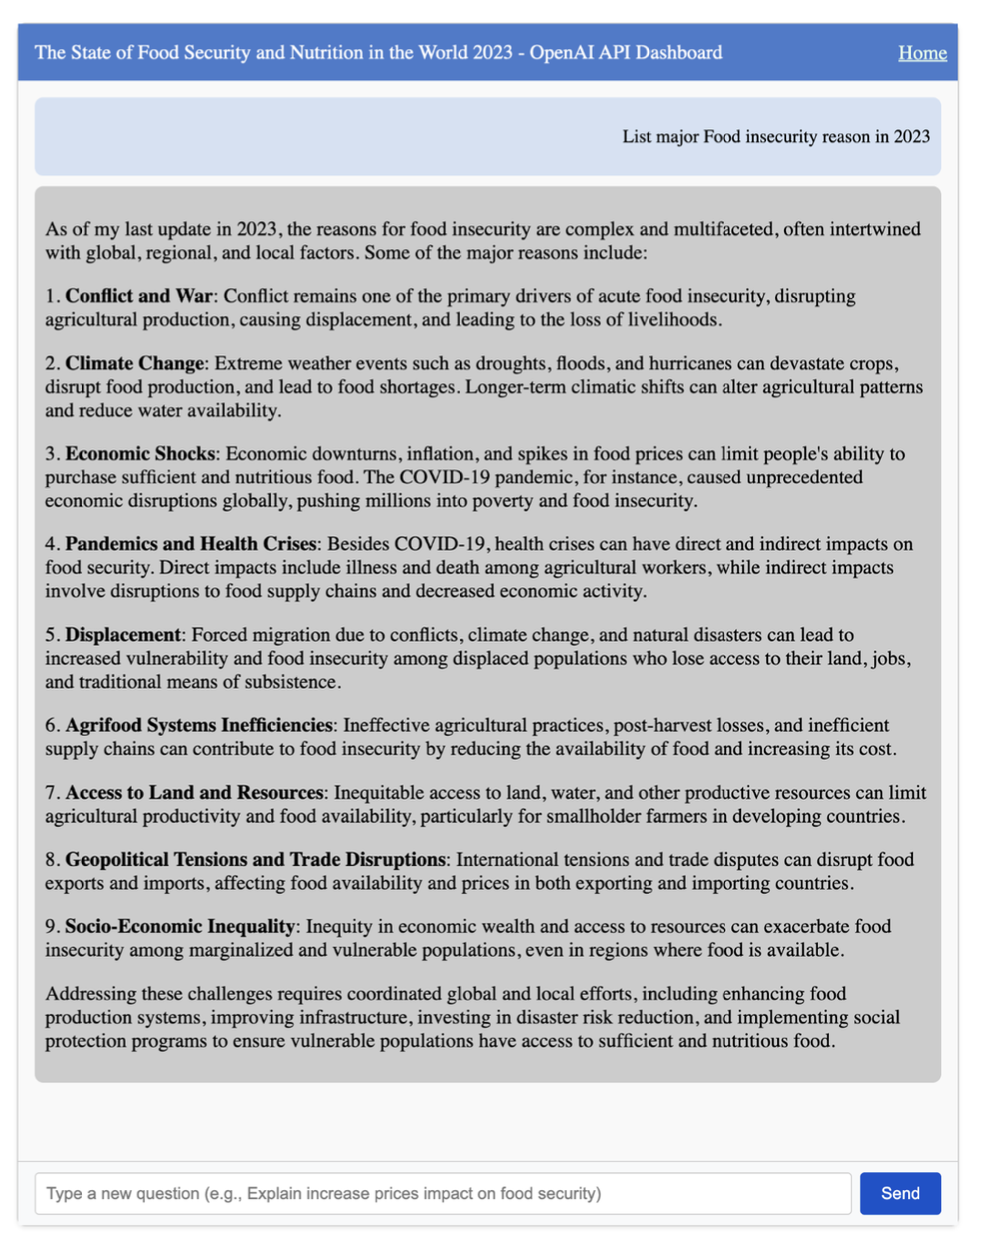 The State of Food Security and Nutrition in the World 2023 - OpenAI API Dashboard
Home
List major Food insecurity reason in 2023
As of my last update in 2023, the reasons for food insecurity are complex and multifaceted, often intertwined
with global, regional, and local factors. Some of the major reasons include:
1. Conflict and War: Conflict remains one of the primary drivers of acute food insecurity, disrupting
agricultural production, causing displacement, and leading to the loss of livelihoods.
2. Climate Change: Extreme weather events such as droughts, floods, and hurricanes can devastate crops,
disrupt food production, and lead to food shortages. Longer-term climatic shifts can alter agricultural patterns
and reduce water availability.
3. Economic Shocks: Economic downturns, inflation, and spikes in food prices can limit people's ability to
purchase sufficient and nutritious food. The COVID-19 pandemic, for instance, caused unprecedented
economic disruptions globally, pushing millions into poverty and food insecurity.
4. Pandemics and Health Crises: Besides COVID-19, health crises can have direct and indirect impacts on
food security. Direct impacts include illness and death among agricultural workers, while indirect impacts
involve disruptions to food supply chains and decreased economic activity.
5. Displacement: Forced migration due to conflicts, climate change, and natural disasters can lead to
increased vulnerability and food insecurity among displaced populations who lose access to their land, jobs,
and traditional means of subsistence.
6. Agrifood Systems Inefficiencies: Ineffective agricultural practices, post-harvest losses, and inefficient
supply chains can contribute to food insecurity by reducing the availability of food and increasing its cost.
7. Access to Land and Resources: Inequitable access to land, water, and other productive resources can limit
agricultural productivity and food availability, particularly for smallholder farmers in developing countries.
8. Geopolitical Tensions and Trade Disruptions: International tensions and trade disputes can disrupt food
exports and imports, affecting food availability and prices in both exporting and importing countries.
9. Socio-Economic Inequality: Inequity in economic wealth and access to resources can exacerbate food
insecurity among marginalized and vulnerable populations, even in regions where food is available.
Addressing these challenges requires coordinated global and local efforts, including enhancing food
production systems, improving infrastructure, investing in disaster risk reduction, and implementing social
protection programs to ensure vulnerable populations have access to sufficient and nutritious food.
Type a new question (e.g., Explain increase prices impact on food security)
Send